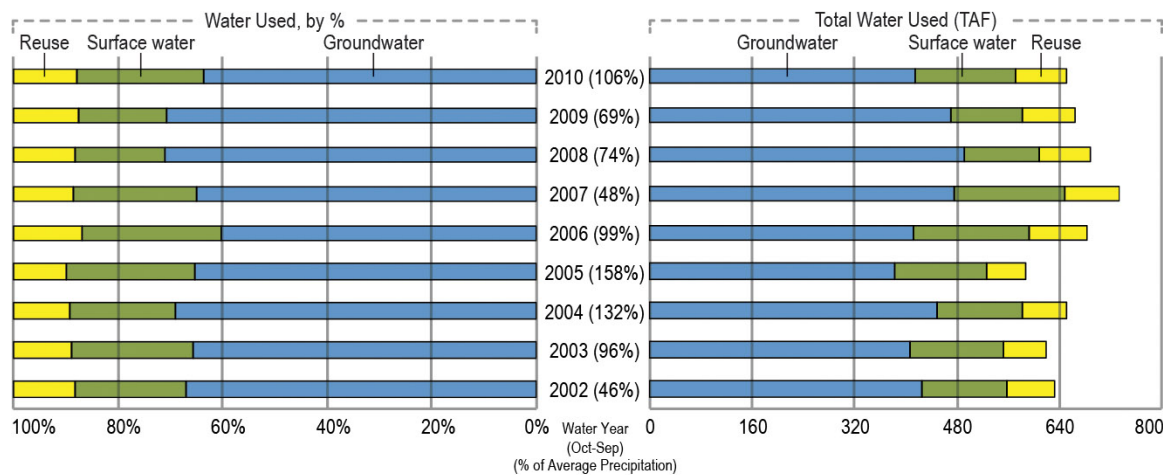 Water Used, by %
Total Water Used (TAF)
Reuse Surface water Groundwater
Groundwater Surface water Reuse
2010 (106%)
2009 (69%)
2008 (74%)
2007 (48%)
2006 (99%)
2005 (158%)
2004 (132%)
2003 (96%)
2002 (46%)
100% 80% 60% 40% 20% 0%
Water Year
(Oct-Sep)
(% of Average Precipitation)
0 160 320 480 640 800